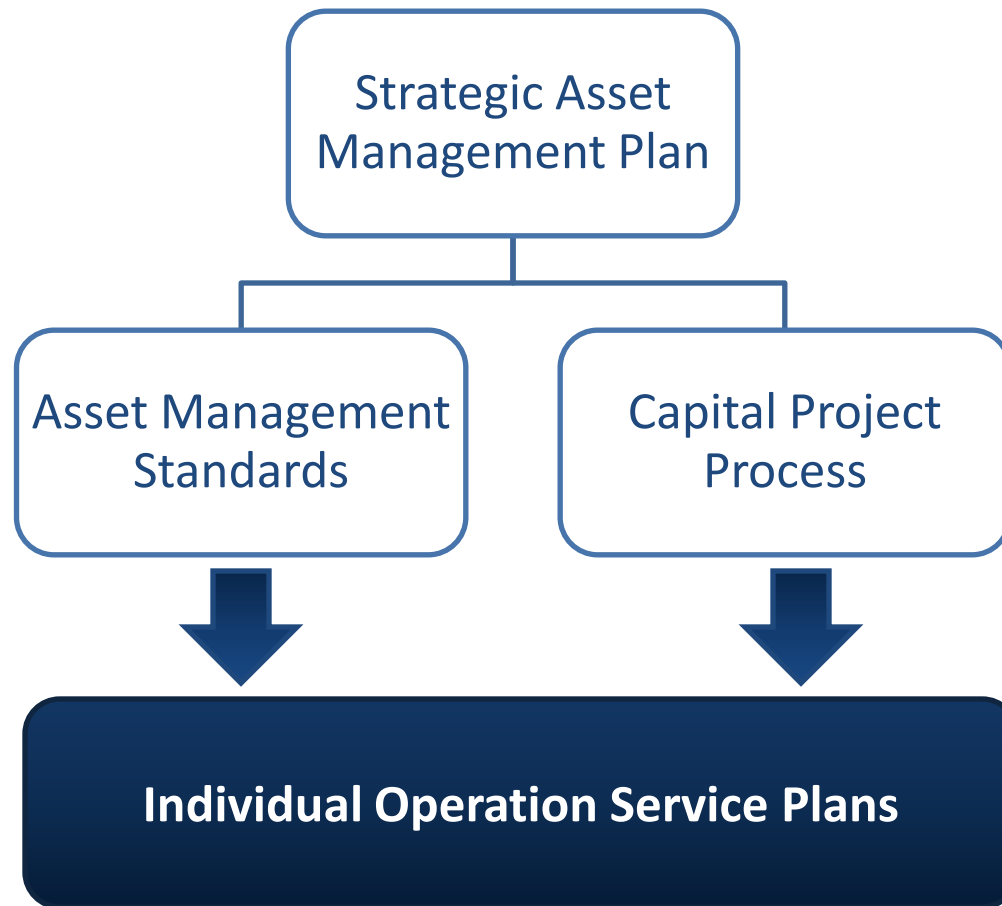 Strategic Asset
Management Plan
Asset Management
Standards
Capital Project
Process
Individual Operation Service Plans